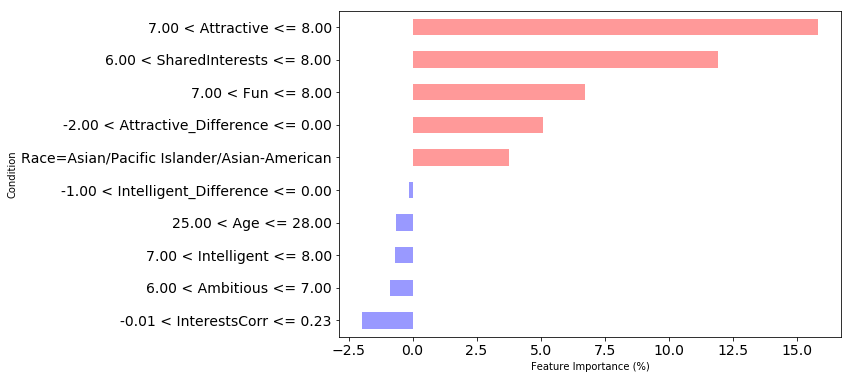 7.00 < Attractive <= 8.00
6.00 < SharedInterests <= 8.00
7.00 < Fun <= 8.00
-2.00 < Attractive_Difference <= 0.00
Race=Asian/Pacific Islander/Asian-American
-1.00 < Intelligent_Difference <= 0.00
25.00 < Age <= 28.00
7.00 < Intelligent <= 8.00
6.00 < Ambitious <= 7.00
-0.01 < InterestsCorr <= 0.23
Condition
−2.5 0.0 2.5 5.0 7.5 10.0 12.5 15.0
Feature Importance (%)